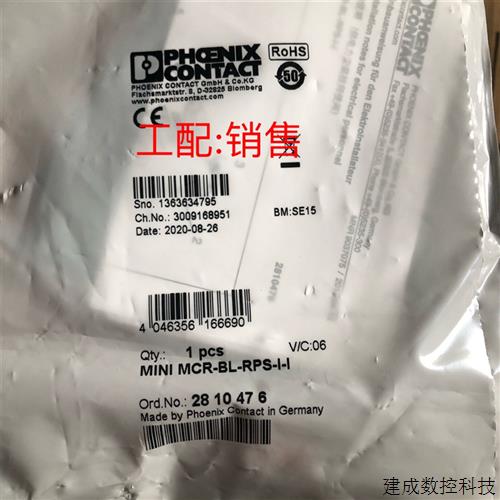 PHOENIX
CONTACT
RoHS
50
PHOENIX CONTACT GmbH & Co.KG
Flachsmarktstr. 8, D-32825 Blomberg
www.phoenixcontact.com
CE
工配:销售
Sno. 1363634795
Ch.No.: 3009168951
BM:SE15
Date: 2020-08-26
2810476
4 046356 166690
Qty.: 1 pcs
V/C:06
MINI MCR-BL-RPS-I-I
Ord.No.: 28 10 47 6
Made by Phoenix Contact in Germany
建成数控科技